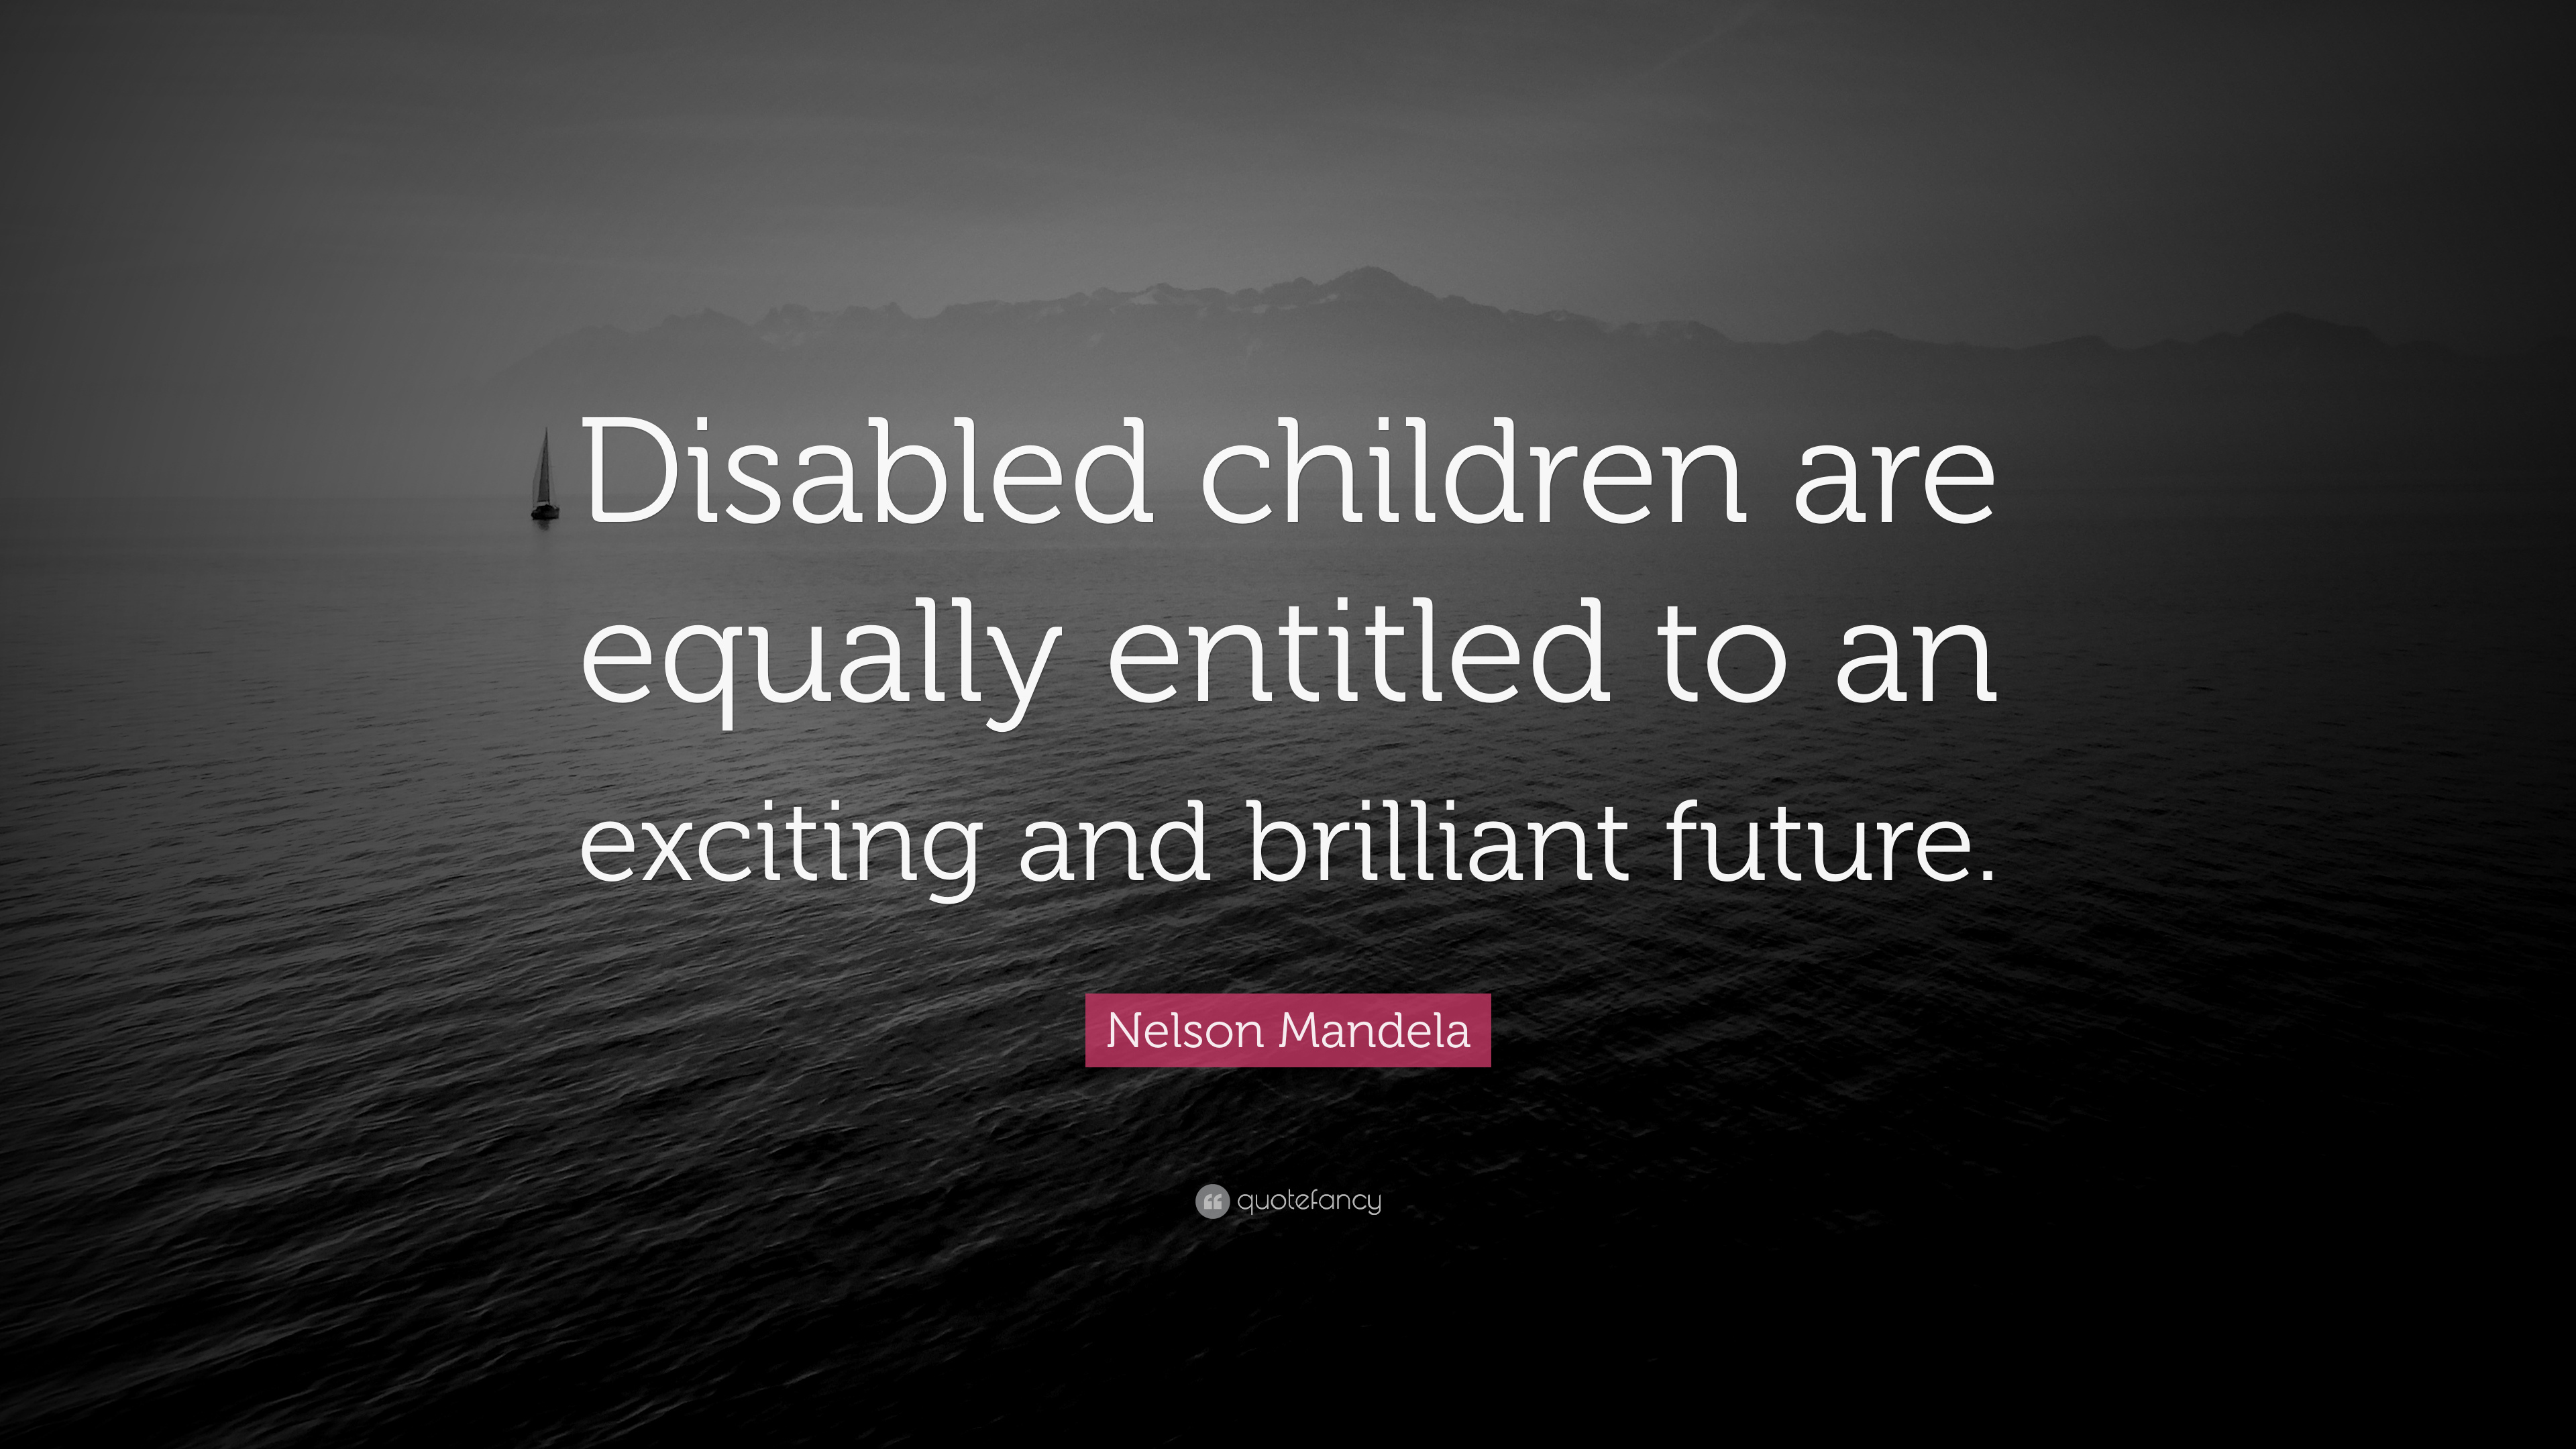 Disabled children are
equally entitled to an
exciting and brilliant future.
Nelson Mandela
quotefancy